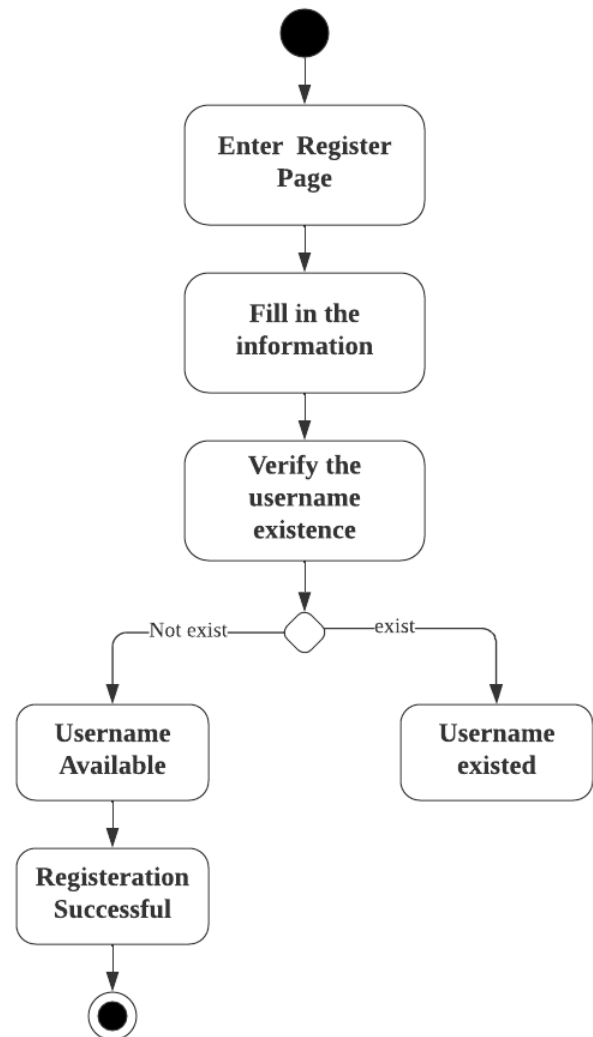 Enter Register
Page
Fill in the
information
Verify the
username
existence
Not exist
exist
Username
Available
Username
existed
Registeration
Successful